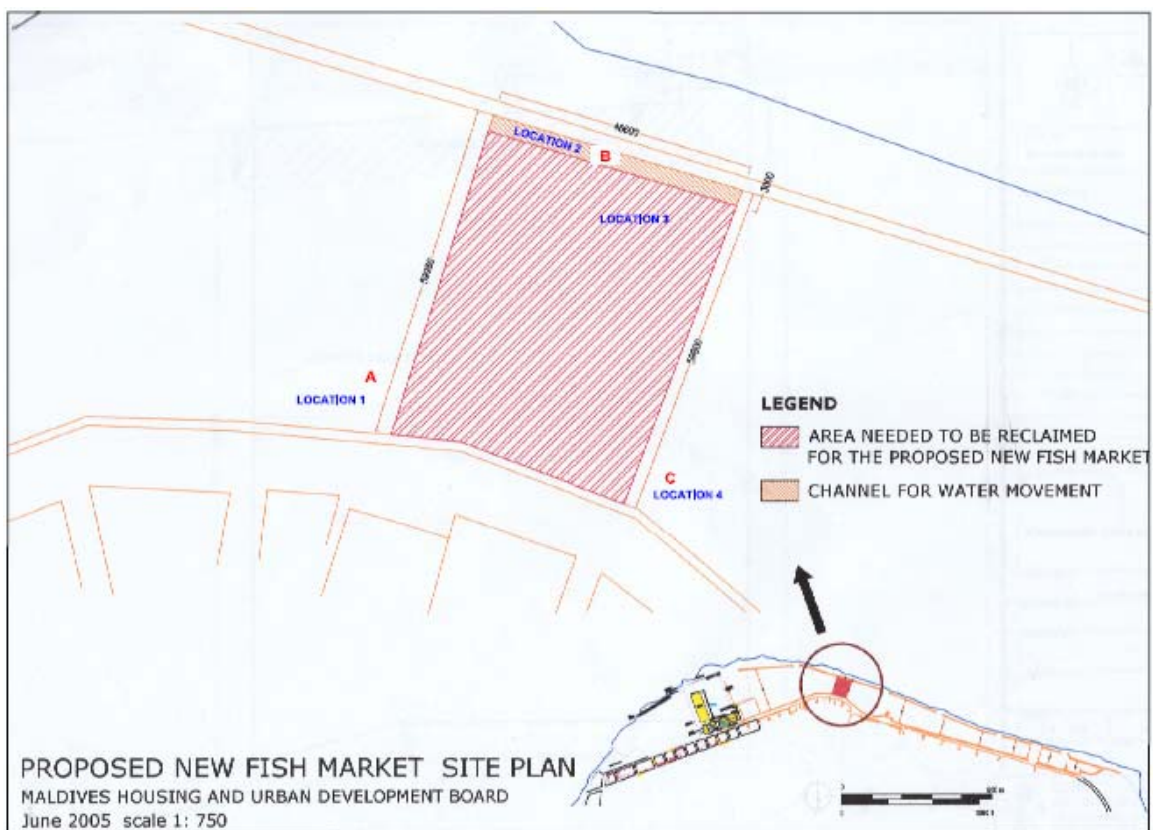 46600
LOCATION 2
B
3000
LOCATION 3
A
LOCATION 1
C
LOCATION 4
LEGEND
AREA NEEDED TO BE RECLAIMED
FOR THE PROPOSED NEW FISH MARKET
CHANNEL FOR WATER MOVEMENT
PROPOSED NEW FISH MARKET SITE PLAN
MALDIVES HOUSING AND URBAN DEVELOPMENT BOARD
June 2005 scale 1: 750